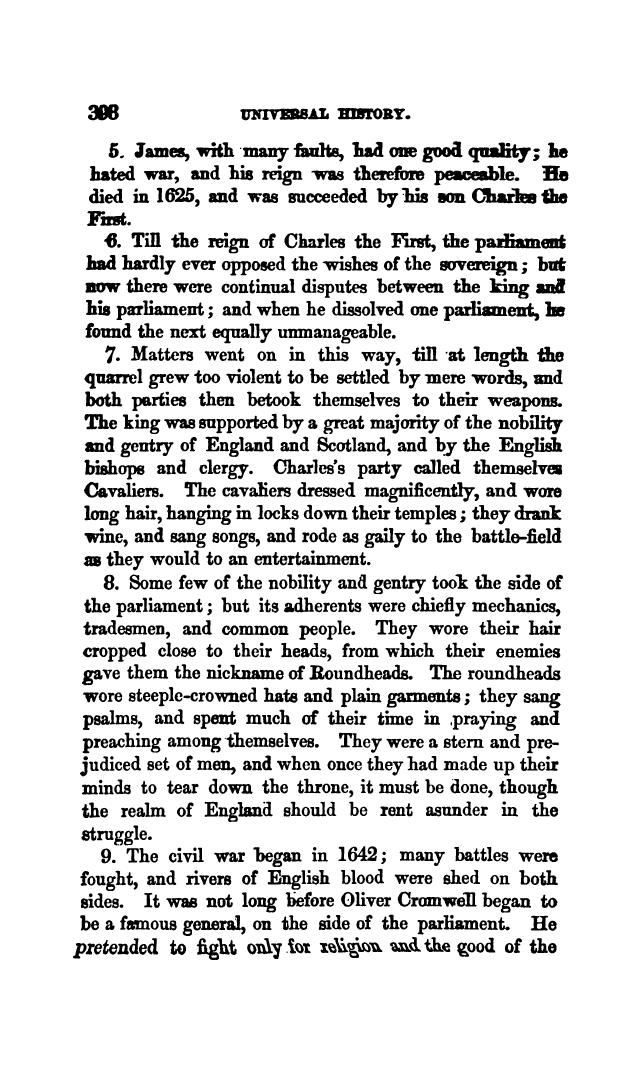 308 UNIVERSAL HISTORY.
5. James, with many faults, had one good quality; he
hated war, and his reign was therefore peaceable. He
died in 1625, and was succeeded by his son Charles the
First.
6. Till the reign of Charles the First, the parliament
had hardly ever opposed the wishes of the sovereign; but
now there were continual disputes between the king and
his parliament; and when he dissolved one parliament, he
found the next equally unmanageable.
7. Matters went on in this way, till at length the
quarrel grew too violent to be settled by mere words, and
both parties then betook themselves to their weapons.
The king was supported by a great majority of the nobility
and gentry of England and Scotland, and by the English
bishops and clergy. Charles's party called themselves
Cavaliers. The cavaliers dressed magnificently, and wore
long hair, hanging in locks down their temples; they drank
wine, and sang songs, and rode as gaily to the battle-field
as they would to an entertainment.
8. Some few of the nobility and gentry took the side of
the parliament; but its adherents were chiefly mechanics,
tradesmen, and common people. They wore their hair
cropped close to their heads, from which their enemies
gave them the nickname of Roundheads. The roundheads
wore steeple-crowned hats and plain garments; they sang
psalms, and spent much of their time in praying and
preaching among themselves. They were a stern and pre-
judiced set of men, and when once they had made up their
minds to tear down the throne, it must be done, though
the realm of England should be rent asunder in the
struggle.
9. The civil war began in 1642; many battles were
fought, and rivers of English blood were shed on both
sides. It was not long before Oliver Cromwell began to
be a famous general, on the side of the parliament. He
pretended to fight only for religion and the good of the